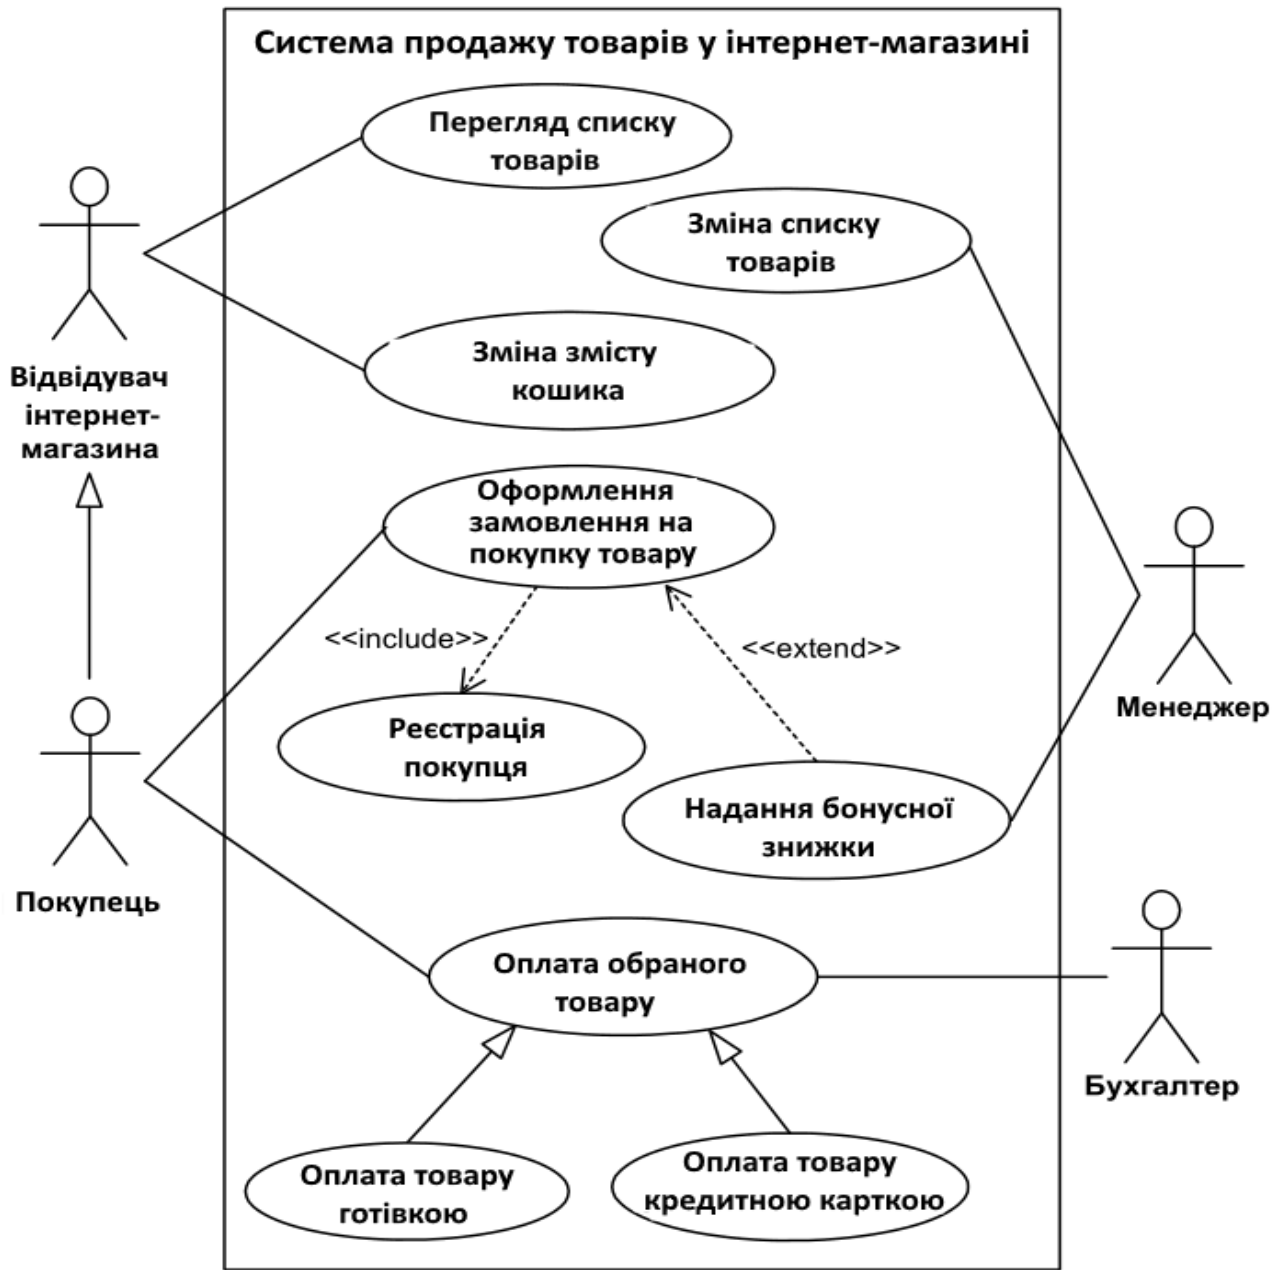 Система продажу товарів у інтернет-магазині
Перегляд списку
товарів
Зміна списку
товарів
Зміна змісту
кошика
Відвідувач
інтернет-
магазина
Оформлення
замовлення на
покупку товару
<<include>>
<<extend>>
Менеджер
Реєстрація
покупця
Надання бонусної
знижки
Покупець
Оплата обраного
товару
Бухгалтер
Оплата товару
готівкою
Оплата товару
кредитною карткою